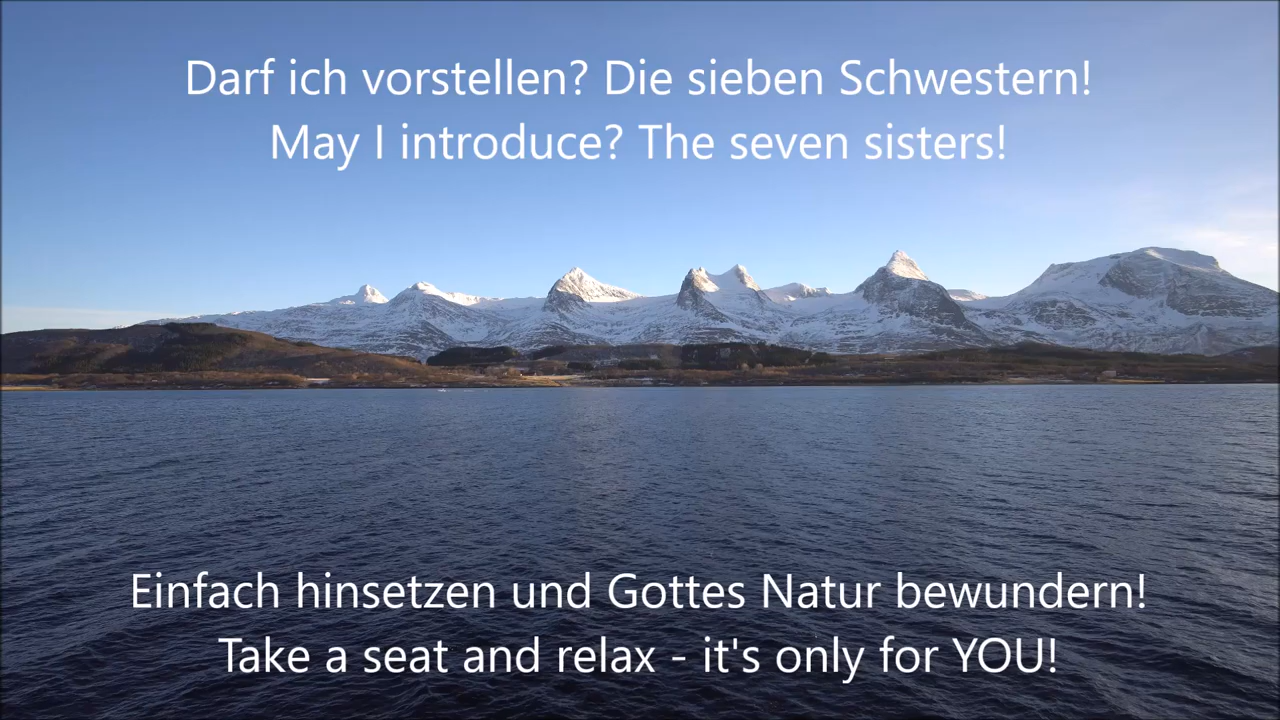 Darf ich vorstellen? Die sieben Schwestern!
May I introduce? The seven sisters!
Einfach hinsetzen und Gottes Natur bewundern!
Take a seat and relax - it's only for YOU!